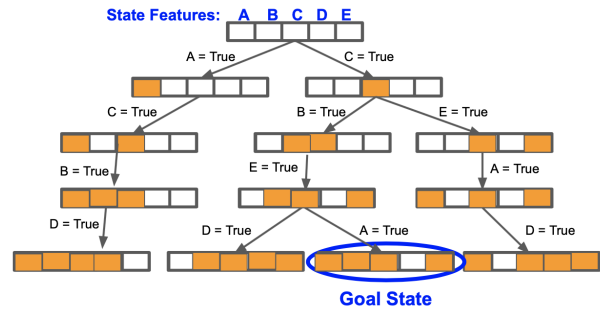 State Features: A B C D E
A = True C = True
C = True B = True E = True
B = True E = True A = True
D = True D = True A = True D = True
Goal State